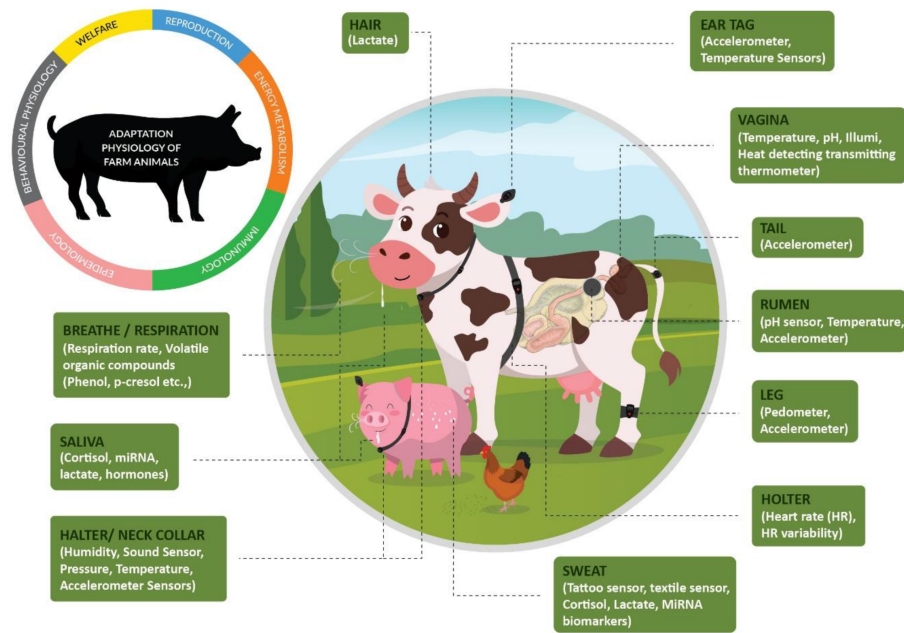 WELFARE
REPRODUCTION
ENERGY METABOLISM
IMMUNOLOGY
EPIDEMIOLOGY
BEHAVIOURAL PHYSIOLOGY
ADAPTATION
PHYSIOLOGY OF
FARM ANIMALS
HAIR
(Lactate)
EAR TAG
(Accelerometer,
Temperature Sensors)
VAGINA
(Temperature, pH, Illumi,
Heat detecting transmitting
thermometer)
TAIL
(Accelerometer)
RUMEN
(pH sensor, Temperature,
Accelerometer)
LEG
(Pedometer,
Accelerometer)
HOLTER
(Heart rate (HR),
HR variability)
BREATHE / RESPIRATION
(Respiration rate, Volatile
organic compounds
(Phenol, p-cresol etc.,)
SALIVA
(Cortisol, miRNA,
lactate, hormones)
HALTER/ NECK COLLAR
(Humidity, Sound Sensor,
Pressure, Temperature,
Accelerometer Sensors)
SWEAT
(Tattoo sensor, textile sensor,
Cortisol, Lactate, MiRNA
biomarkers)